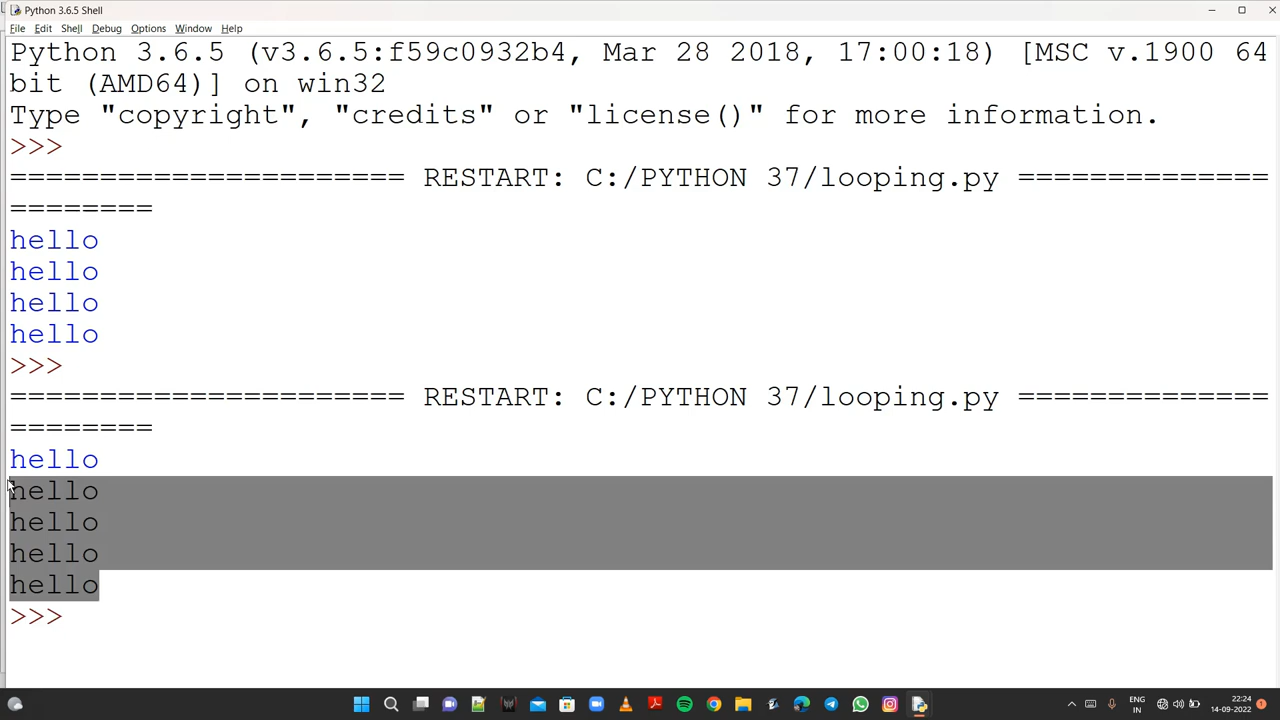 Python 3.6.5 Shell
File Edit Shell Debug Options Window Help
Python 3.6.5 (v3.6.5:f59c0932b4, Mar 28 2018, 17:00:18) [MSC v.1900 64
bit (AMD64)] on win32
Type "copyright", "credits" or "license()" for more information.
>>>
====================== RESTART: C:/PYTHON 37/looping.py ==============
========
hello
hello
hello
hello
>>>
====================== RESTART: C:/PYTHON 37/looping.py ==============
========
hello
hello
hello
hello
hello
>>>
ENG
IN
22:24
14-09-2022